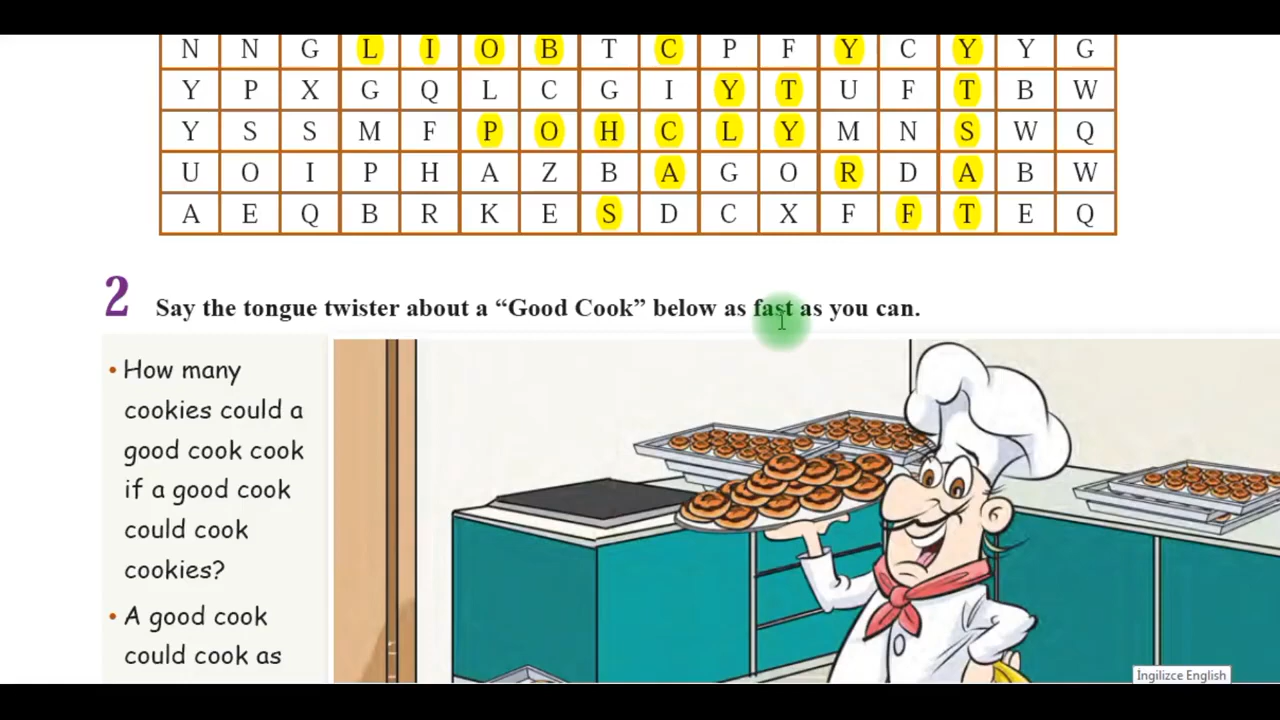 N N G L I O B T C P F Y C Y Y G
Y P X G Q L C G I Y T U F T B W
Y S S M F P O H C L Y M N S W Q
U O I P H A Z B A G O R D A B W
A E Q B R K E S D C X F F T E Q
2 Say the tongue twister about a “Good Cook” below as fast as you can.
• How many
cookies could a
good cook cook
if a good cook
could cook
cookies?
• A good cook
could cook as
İngilizce English